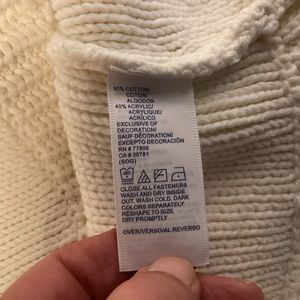 60% COTTON/
COTON/
ALGODON
40% ACRYLIC/
ACRYLIQUE/
ACRÍLICO
EXCLUSIVE OF
DECORATION/
SAUF DÉCORATION/
EXCEPTO DECORACIÓN
RN # 77806
CA # 20781
(SOG)
CLOSE ALL FASTENERS
WASH AND DRY INSIDE
OUT. WASH COLD. DARK
COLORS SEPARATELY
RESHAPE TO SIZE
DRY PROMPTLY
OVER/VERSO/AL REVERSO